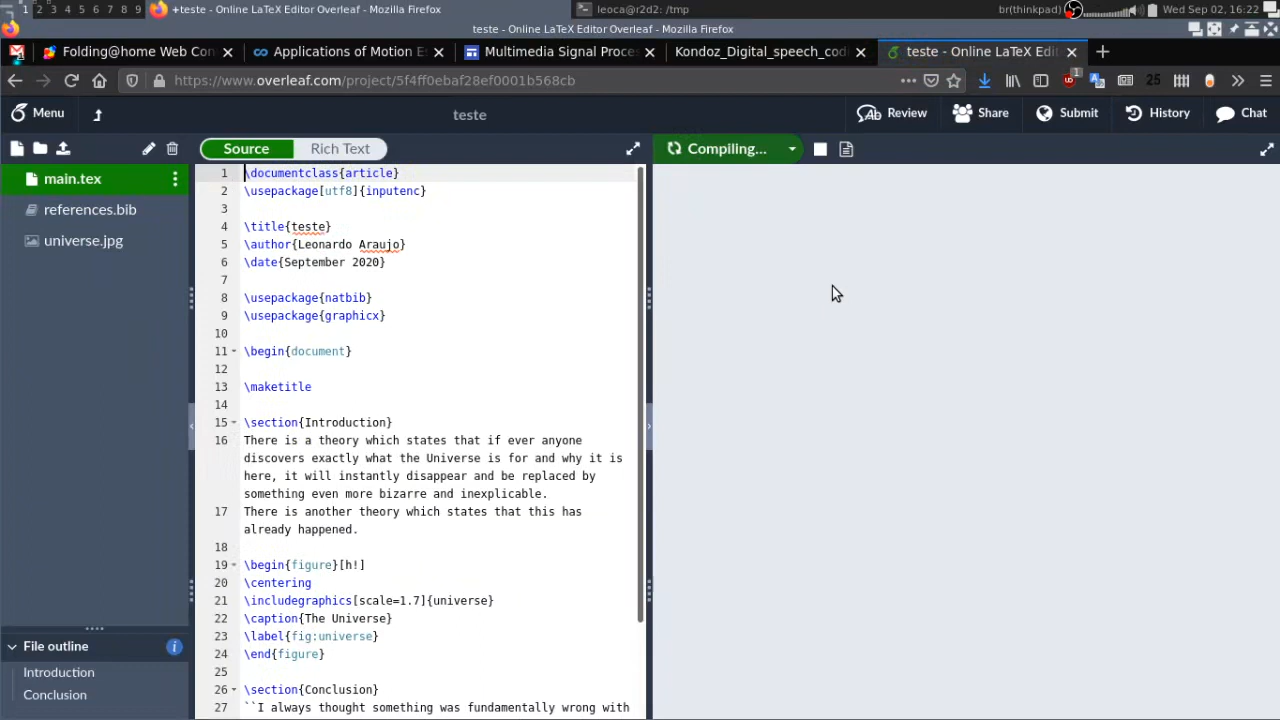 1 2 3 4 5 6 7 8 9 +teste - Online LaTeX Editor Overleaf - Mozilla Firefox leoca@r2d2: /tmp br(thinkpad) Wed Sep 02, 16:22
teste - Online LaTeX Editor Overleaf - Mozilla Firefox
Folding@home Web Con Applications of Motion E Multimedia Signal Proce Kondoz_Digital_speech_codi teste - Online LaTeX Edit
https://www.overleaf.com/project/5f4ff0ebaf28ef0001b568cb 1 25
Menu teste Review Share Submit History Chat
Source Rich Text Compiling...
main.tex
references.bib
universe.jpg
1 \documentclass{article}
2 \usepackage[utf8]{inputenc}
3
4 \title{teste}
5 \author{Leonardo Araujo}
6 \date{September 2020}
7
8 \usepackage{natbib}
9 \usepackage{graphicx}
10
11 \begin{document}
12
13 \maketitle
14
15 \section{Introduction}
16 There is a theory which states that if ever anyone
discovers exactly what the Universe is for and why it is
here, it will instantly disappear and be replaced by
something even more bizarre and inexplicable.
17 There is another theory which states that this has
already happened.
18
19 \begin{figure}[h!]
20 \centering
21 \includegraphics[scale=1.7]{universe}
22 \caption{The Universe}
23 \label{fig:universe}
24 \end{figure}
25
26 \section{Conclusion}
27 ``I always thought something was fundamentally wrong with
File outline
Introduction
Conclusion